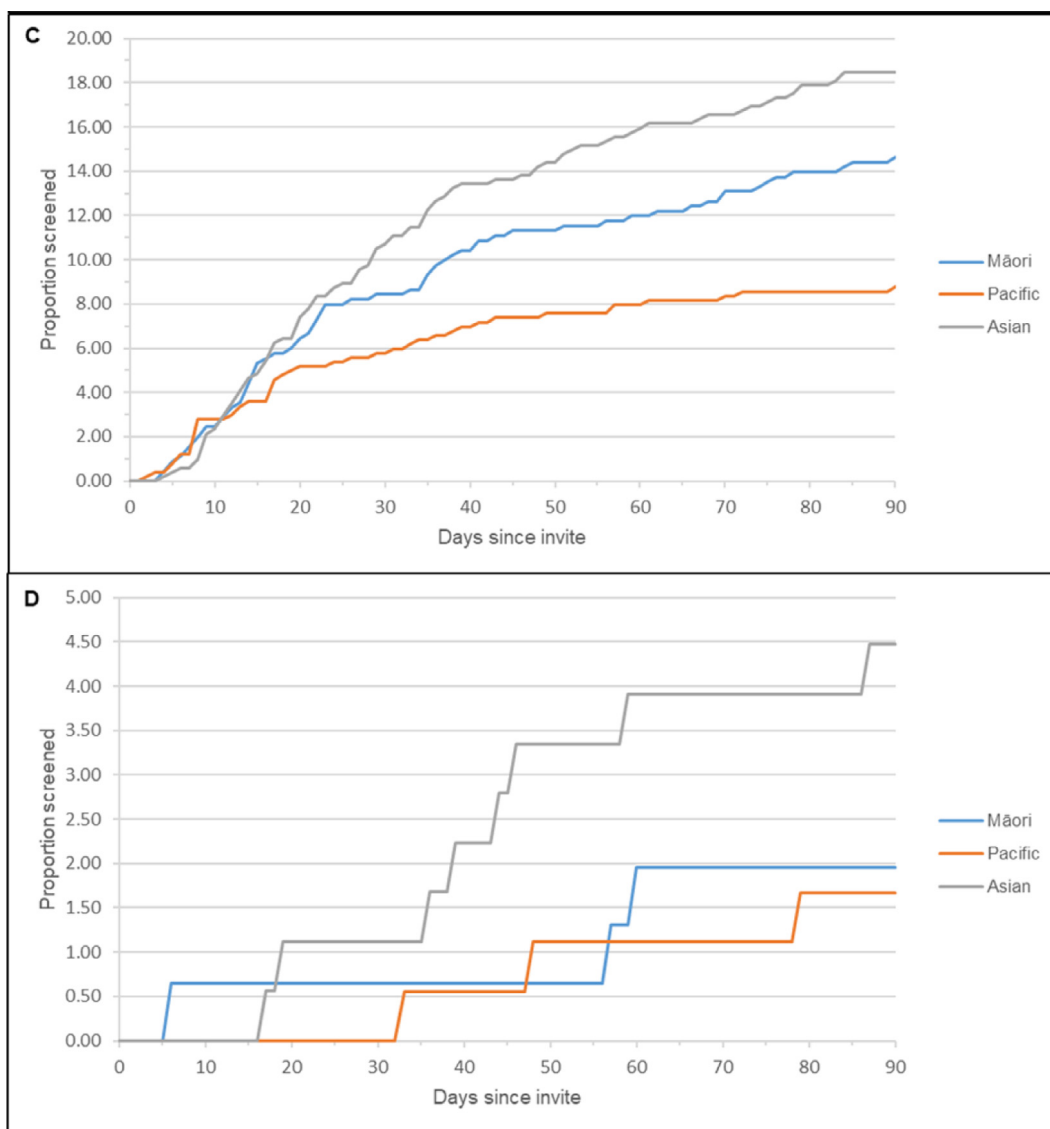 C
20.00
18.00
16.00
14.00
12.00
10.00
8.00
6.00
4.00
2.00
0.00
Proportion screened
0 10 20 30 40 50 60 70 80 90
Days since invite
Māori
Pacific
Asian
D
5.00
4.50
4.00
3.50
3.00
2.50
2.00
1.50
1.00
0.50
0.00
Proportion screened
0 10 20 30 40 50 60 70 80 90
Days since invite
Māori
Pacific
Asian